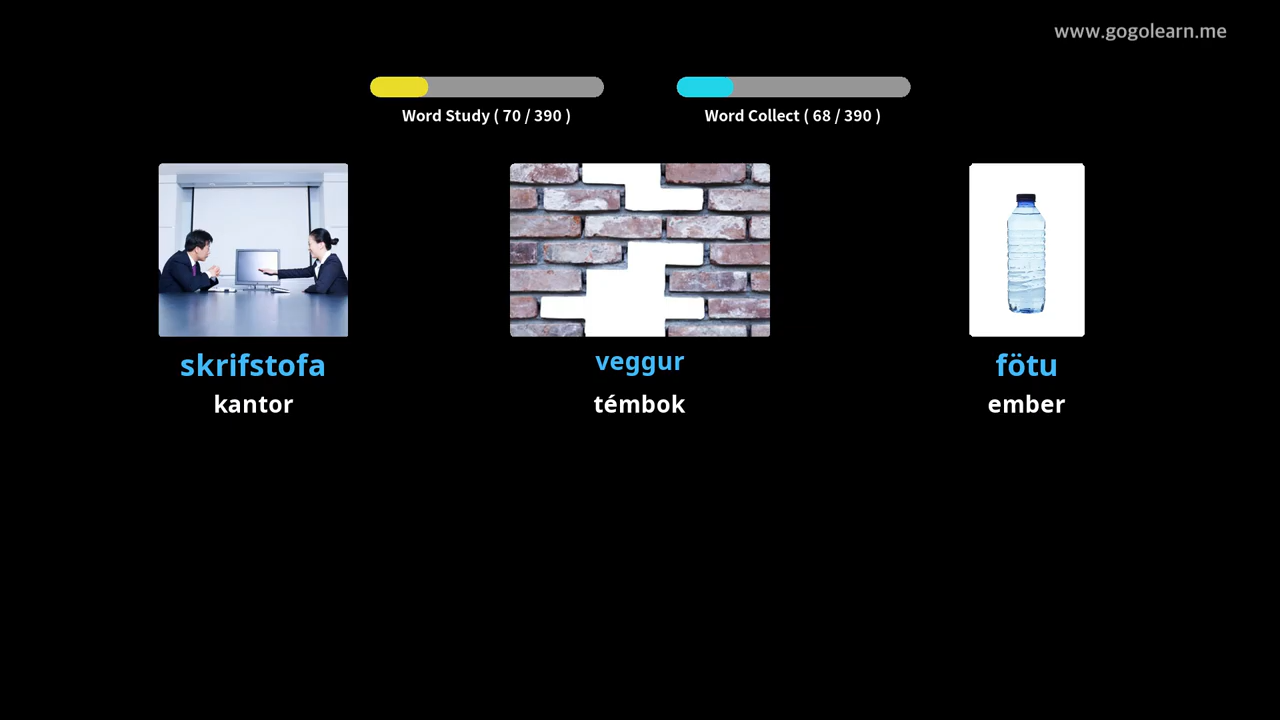 www.gogolearn.me
Word Study ( 70 / 390 )
Word Collect ( 68 / 390 )
skrifstofa
kantor
veggur
témbok
fötu
ember